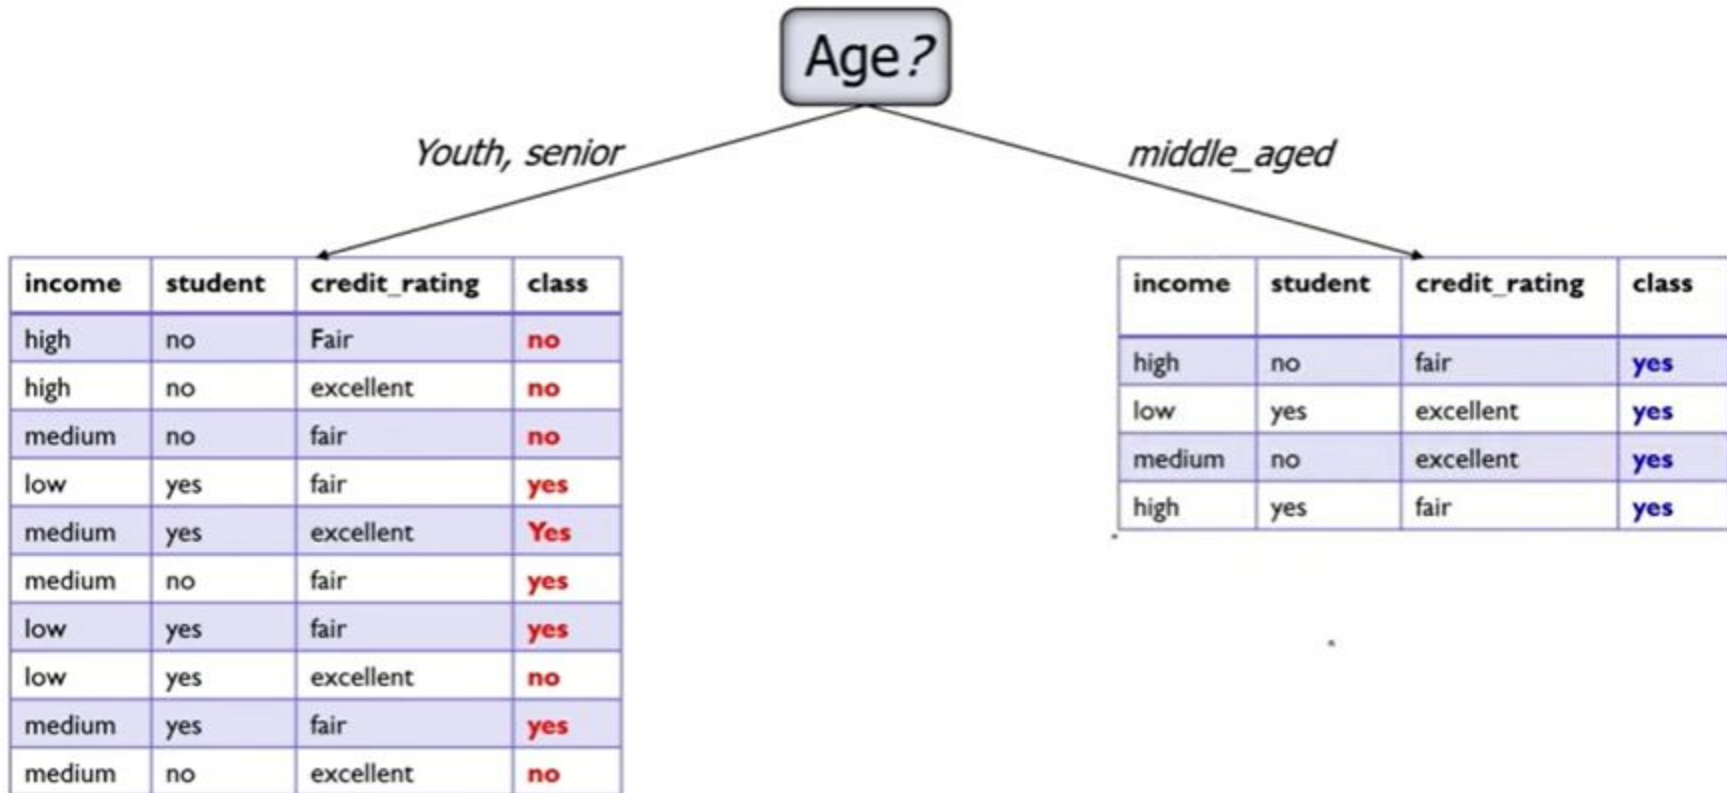 Age?
Youth, senior
middle_aged
income student credit_rating class
high no Fair no
high no excellent no
medium no fair no
low yes fair yes
medium yes excellent Yes
medium no fair yes
low yes fair yes
low yes excellent no
medium yes fair yes
medium no excellent no
income student credit_rating class
high no fair yes
low yes excellent yes
medium no excellent yes
high yes fair yes